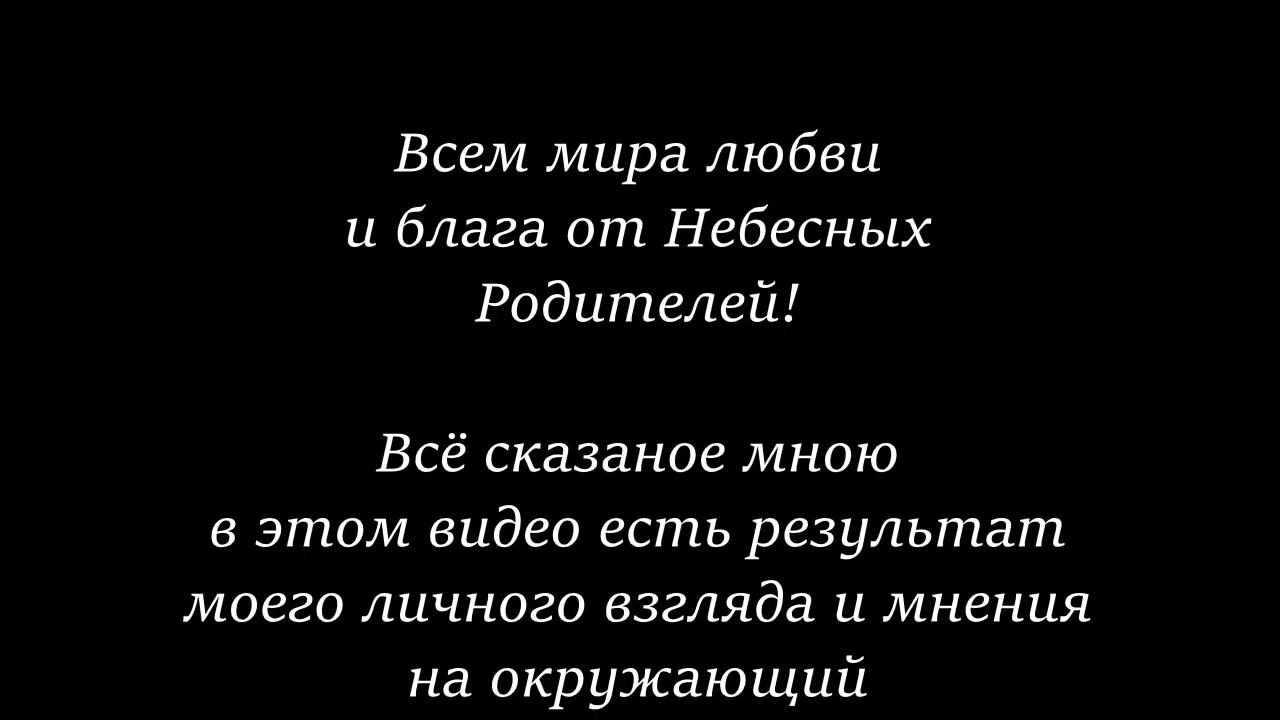 Всем мира любви
и блага от Небесных
Родителей!
Всё сказаное мною
в этом видео есть результат
моего личного взгляда и мнения
на окружающий